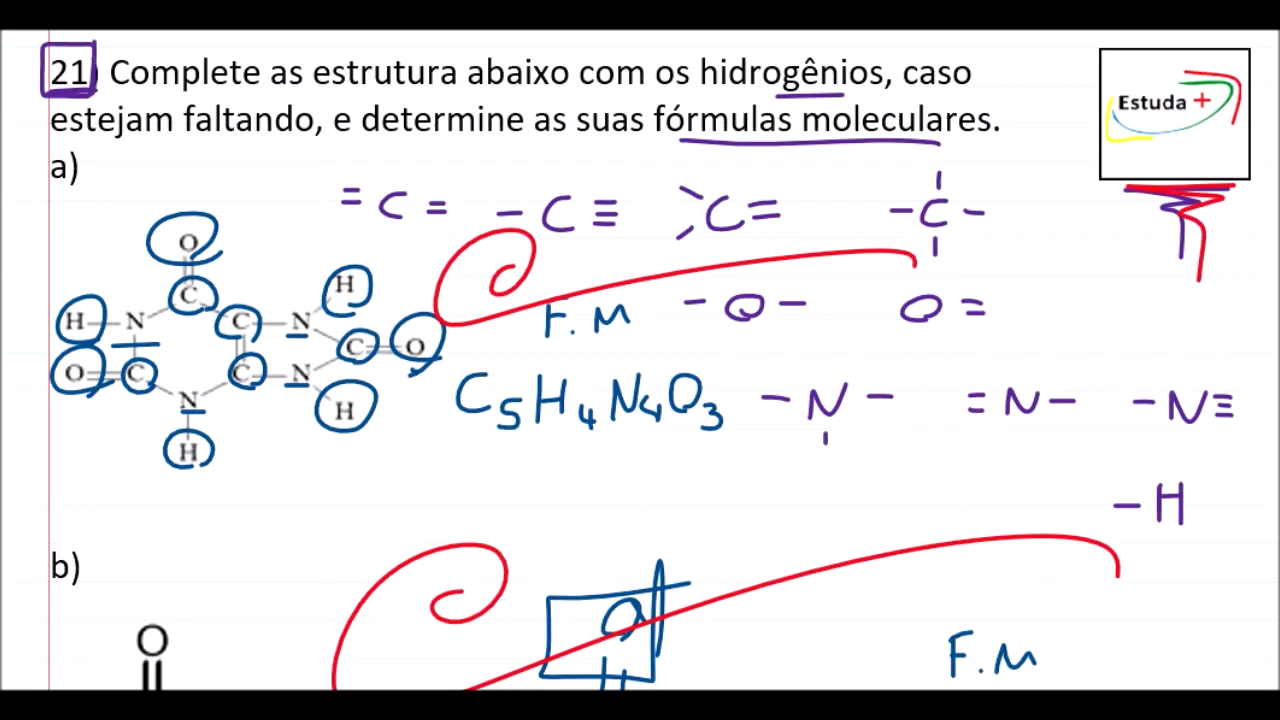 21) Complete as estrutura abaixo com os hidrogênios, caso
estejam faltando, e determine as suas fórmulas moleculares.
Estuda +
a)
= C = - C ≡ >C= - C -
O
H
C
F.M - O - O =
H N C N
C O
O C C N
C5H4N4O3 - N - = N - - N ≡
N H
H
- H
b)
O
O
F.M